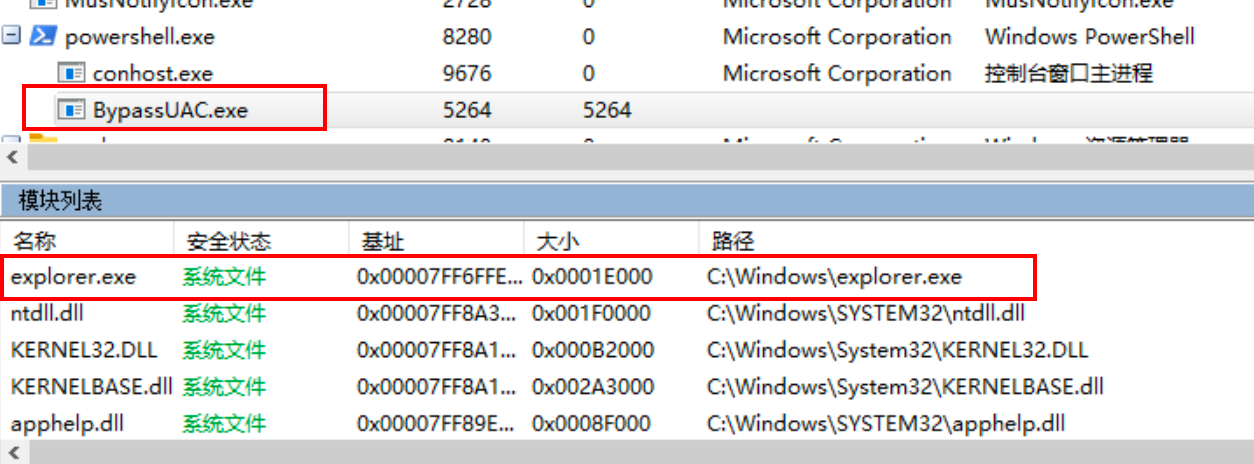 MusNotifyIcon.exe 2728 0 Microsoft Corporation MusNotifyIcon.exe
powershell.exe 8280 0 Microsoft Corporation Windows PowerShell
conhost.exe 9676 0 Microsoft Corporation 控制台窗口主进程
BypassUAC.exe 5264 5264
模块列表
名称 安全状态 基址 大小 路径
explorer.exe 系统文件 0x00007FF6FFE... 0x0001E000 C:\Windows\explorer.exe
ntdll.dll 系统文件 0x00007FF8A3... 0x001F0000 C:\Windows\SYSTEM32\ntdll.dll
KERNEL32.DLL 系统文件 0x00007FF8A1... 0x000B2000 C:\Windows\System32\KERNEL32.DLL
KERNELBASE.dll 系统文件 0x00007FF8A1... 0x002A3000 C:\Windows\System32\KERNELBASE.dll
apphelp.dll 系统文件 0x00007FF89E... 0x0008F000 C:\Windows\SYSTEM32\apphelp.dll